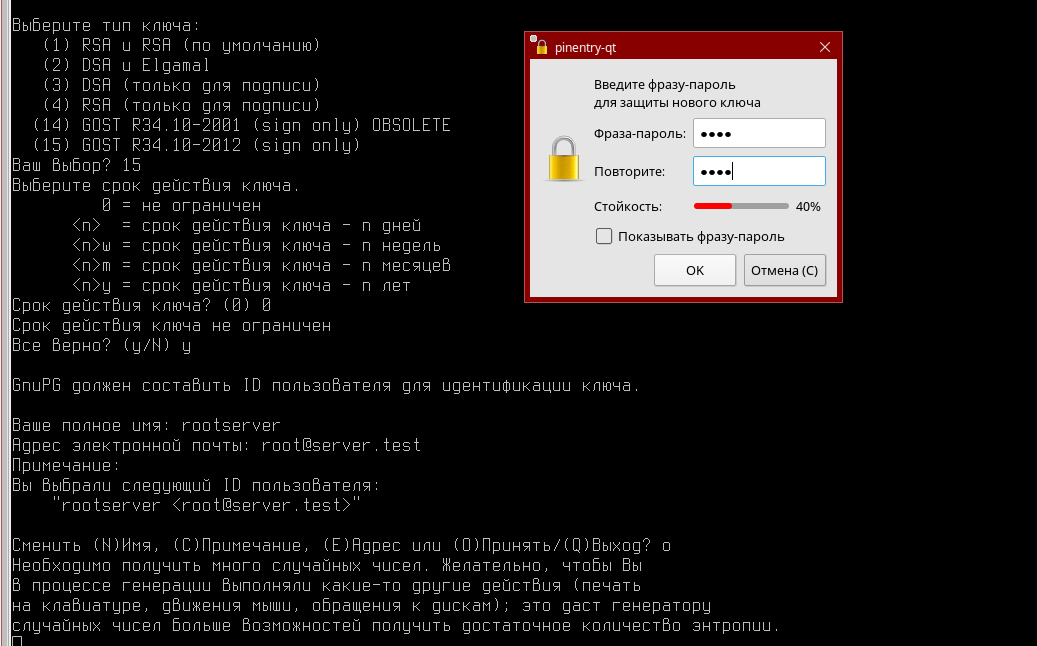 Выберите тип ключа:
(1) RSA и RSA (по умолчанию)
(2) DSA и Elgamal
(3) DSA (только для подписи)
(4) RSA (только для подписи)
(14) GOST R34.10-2001 (sign only) OBSOLETE
(15) GOST R34.10-2012 (sign only)
Ваш выбор? 15
Выберите срок действия ключа.
0 = не ограничен
<n>  = срок действия ключа - n дней
<n>w = срок действия ключа - n недель
<n>m = срок действия ключа - n месяцев
<n>y = срок действия ключа - n лет
Срок действия ключа? (0) 0
Срок действия ключа не ограничен
Все верно? (y/N) y
GnuPG должен составить ID пользователя для идентификации ключа.
Ваше полное имя: rootserver
Адрес электронной почты: root@server.test
Примечание:
Вы выбрали следующий ID пользователя:
"rootserver <root@server.test>"
Сменить (N)Имя, (C)Примечание, (E)Адрес или (O)Принять/(Q)Выход? o
Необходимо получить много случайных чисел. Желательно, чтобы Вы
в процессе генерации выполняли какие-то другие действия (печать
на клавиатуре, движения мыши, обращения к дискам); это даст генератору
случайных чисел больше возможностей получить достаточное количество энтропии.
pinentry-qt
Введите фразу-пароль
для защиты нового ключа
Фраза-пароль: ●●●●
Повторите: ●●●●
Стойкость: 40%
Показывать фразу-пароль
OK Отмена (C)